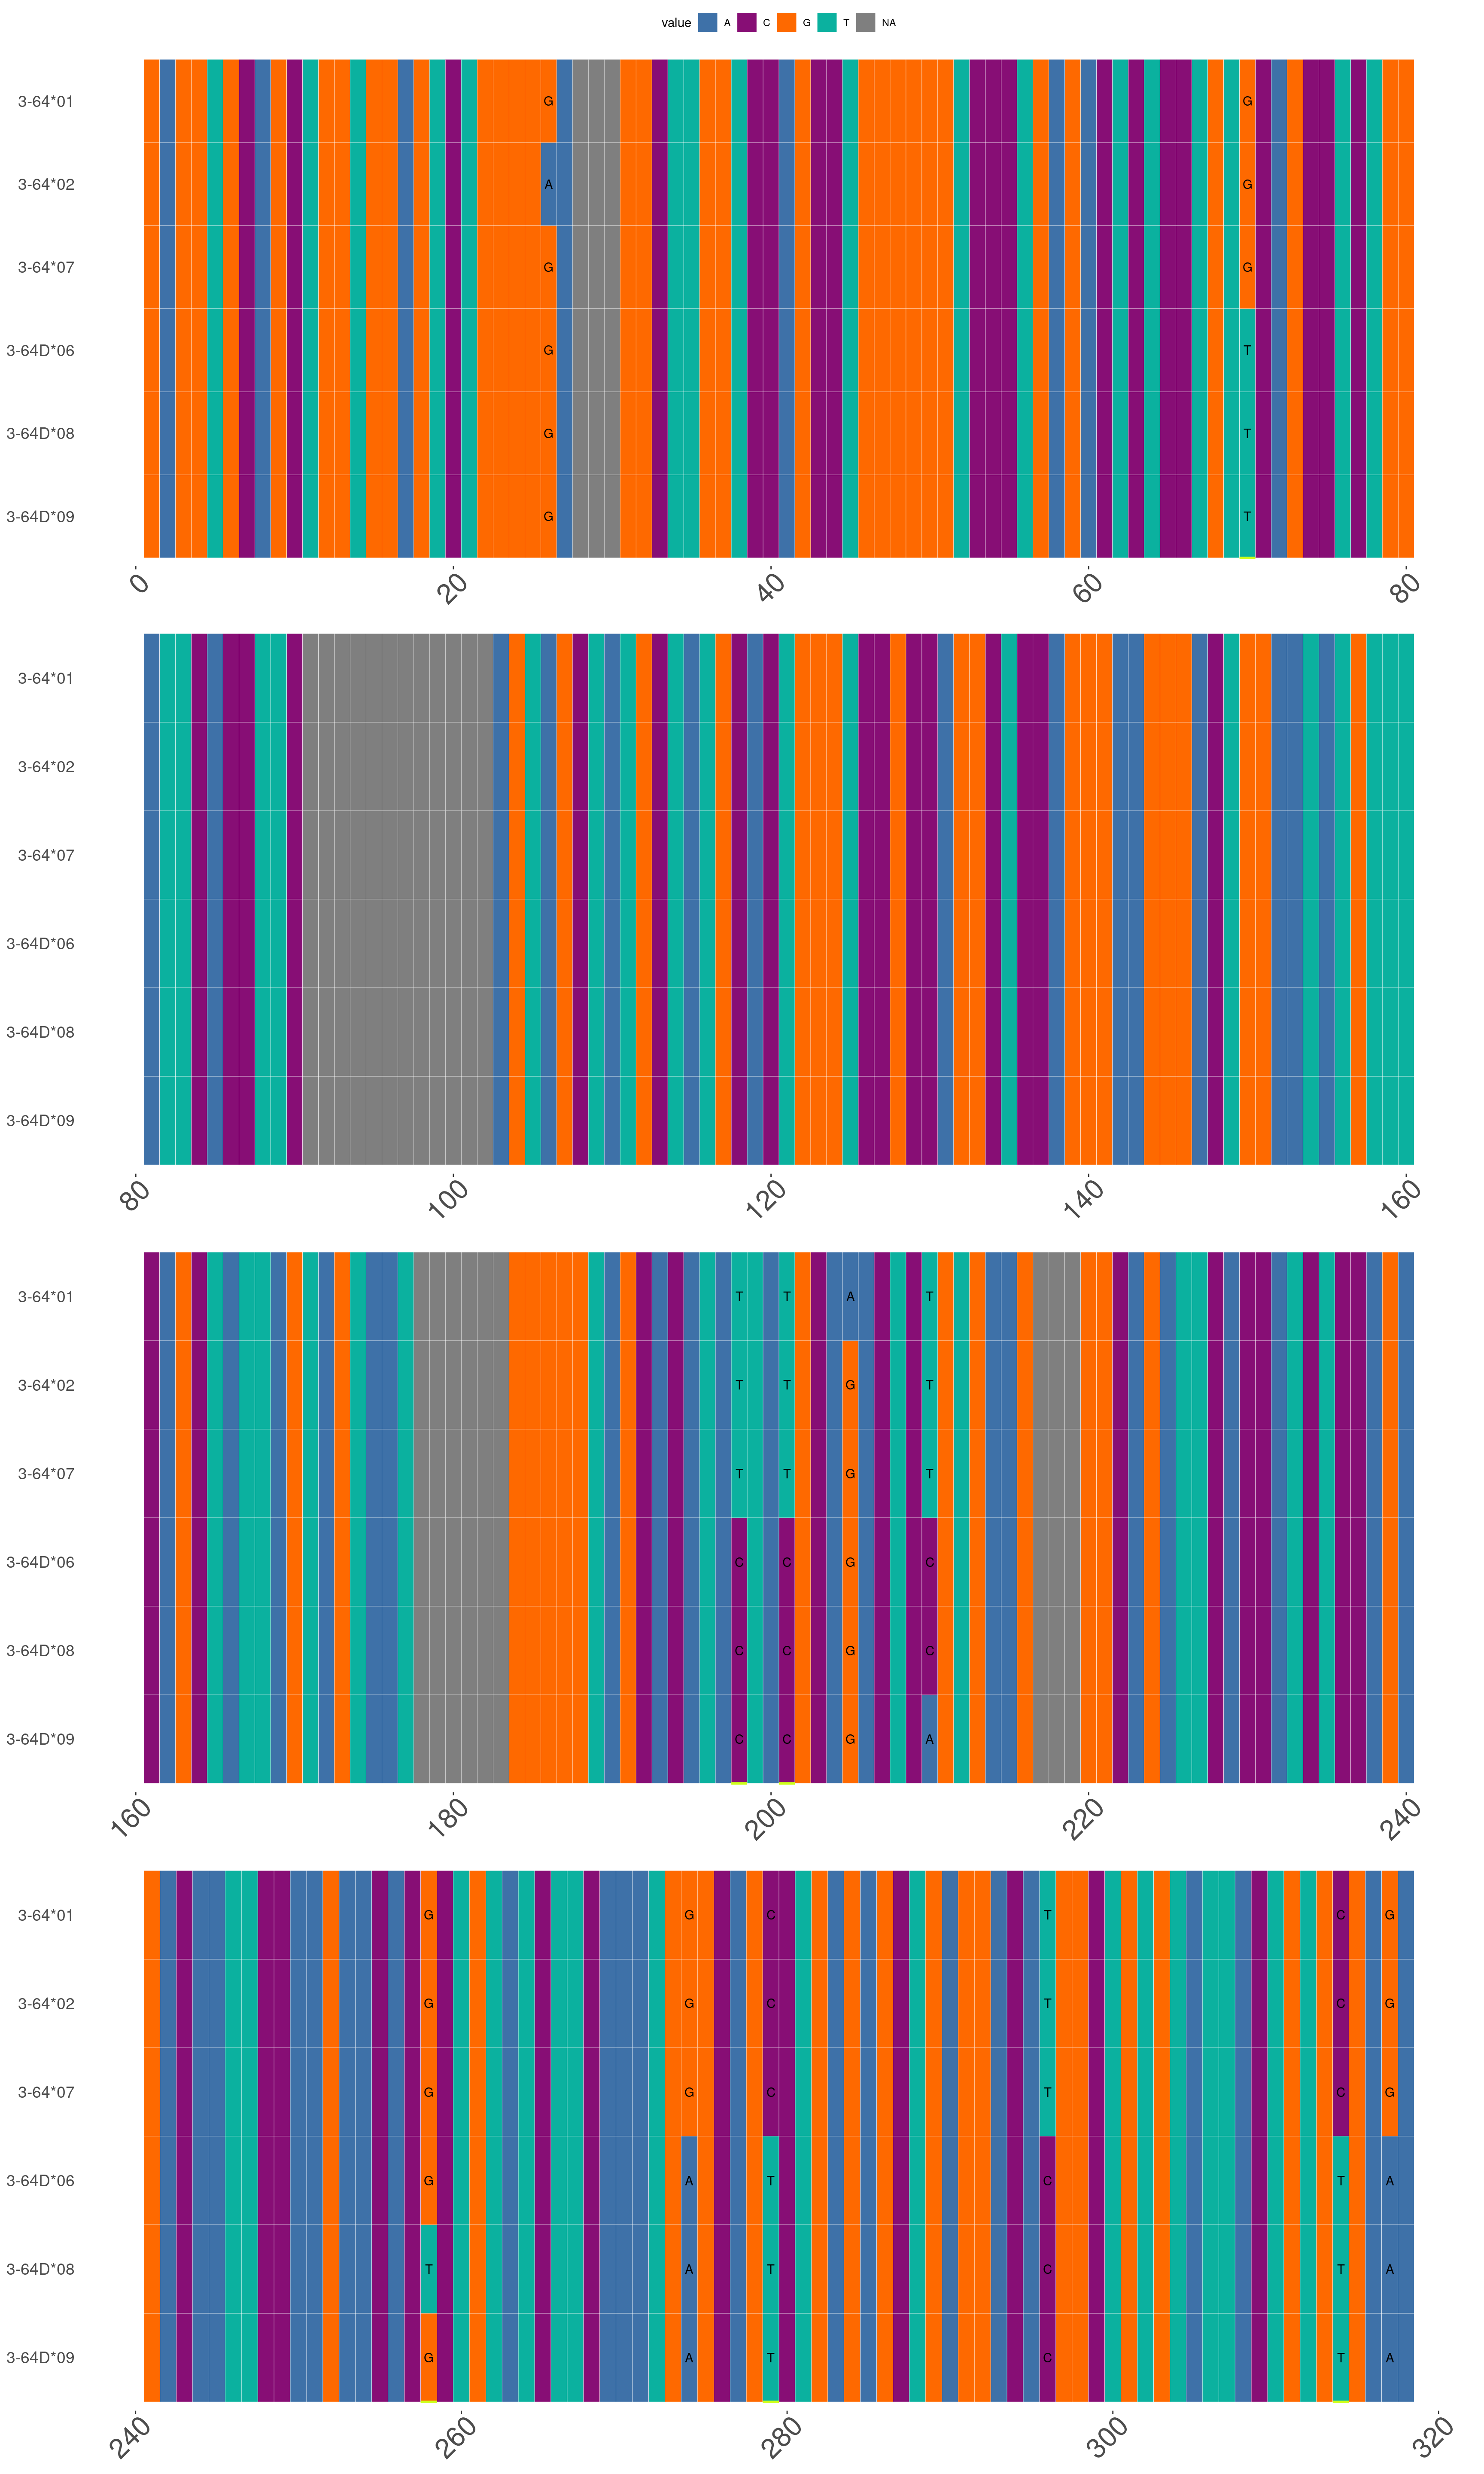 value A C G T NA
3-64*01 G G
3-64*02 A G
3-64*07 G G
3-64D*06 G T
3-64D*08 G T
3-64D*09 G T
0 20 40 60 80
3-64*01
3-64*02
3-64*07
3-64D*06
3-64D*08
3-64D*09
80 100 120 140 160
3-64*01 T T A T
3-64*02 T T G T
3-64*07 T T G T
3-64D*06 C C G C
3-64D*08 C C G C
3-64D*09 C C G A
160 180 200 220 240
3-64*01 G G C T C G
3-64*02 G G C T C G
3-64*07 G G C T C G
3-64D*06 G A T C T A
3-64D*08 T A T C T A
3-64D*09 G A T C T A
240 260 280 300 320